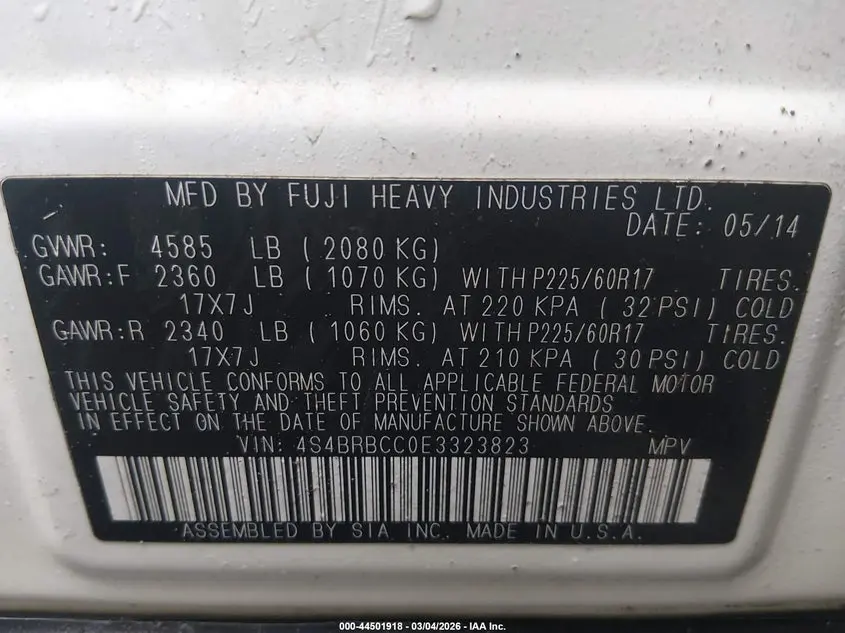 MFD BY FUJI HEAVY INDUSTRIES LTD.
DATE: 05/14
GVWR: 4585 LB (2080 KG)
GAWR:F 2360 LB (1070 KG) WITH P225/60R17 TIRES.
17X7J RIMS. AT 220 KPA (32 PSI) COLD
GAWR:R 2340 LB (1060 KG) WITH P225/60R17 TIRES.
17X7J RIMS. AT 210 KPA (30 PSI) COLD
THIS VEHICLE CONFORMS TO ALL APPLICABLE FEDERAL MOTOR
VEHICLE SAFETY AND THEFT PREVENTION STANDARDS
IN EFFECT ON THE DATE OF MANUFACTURE SHOWN ABOVE.
VIN: 4S4BRBCC0E3323823 MPV
ASSEMBLED BY SIA INC. MADE IN U.S.A.
000-44501918 - 03/04/2026 - IAA Inc.